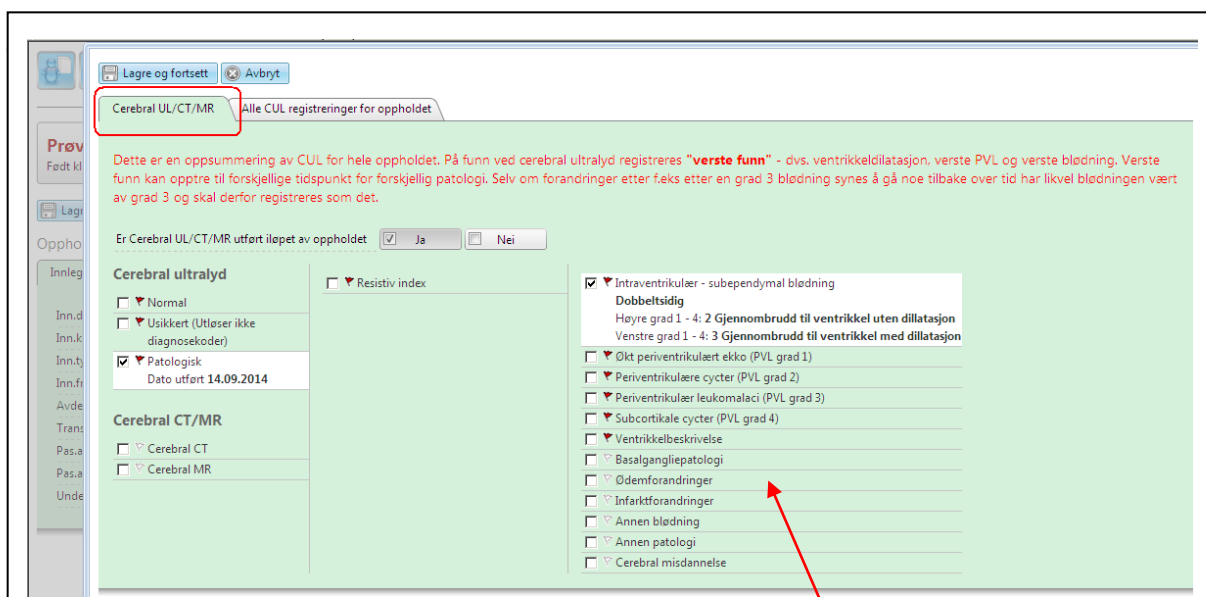 Lagre og fortsett Avbryt
Cerebral UL/CT/MR Alle CUL registreringer for oppholdet
Prøv
Født kl
Dette er en oppsummering av CUL for hele oppholdet. På funn ved cerebral ultralyd registreres "verste funn" - dvs. ventrikkeldilatasjon, verste PVL og verste blødning. Verste
funn kan opptre til forskjellige tidspunkt for forskjellig patologi. Selv om forandringer etter f.eks etter en grad 3 blødning synes å gå noe tilbake over tid har likvel blødningen vært
av grad 3 og skal derfor registreres som det.
Lagr
Oppho
Innleg
Inn.d
Inn.k
Inn.ty
Inn.fr
Avde
Trans
Pas.a
Pas.a
Unde
Er Cerebral UL/CT/MR utført iløpet av oppholdet Ja Nei
Cerebral ultralyd
Normal
Usikkert (Utløser ikke
diagnosekoder)
Patologisk
Dato utført 14.09.2014
Cerebral CT/MR
Cerebral CT
Cerebral MR
Resistiv index
Intraventrikulær - subependymal blødning
Dobbeltsidig
Høyre grad 1 - 4: 2 Gjennombrudd til ventrikkel uten dillatasjon
Venstre grad 1 - 4: 3 Gjennombrudd til ventrikkel med dillatasjon
Økt periventrikulært ekko (PVL grad 1)
Periventrikulære cycter (PVL grad 2)
Periventrikulær leukomalaci (PVL grad 3)
Subcortikale cycter (PVL grad 4)
Ventrikkelbeskrivelse
Basalgangliepatologi
Ødemforandringer
Infarktforandringer
Annen blødning
Annen patologi
Cerebral misdannelse